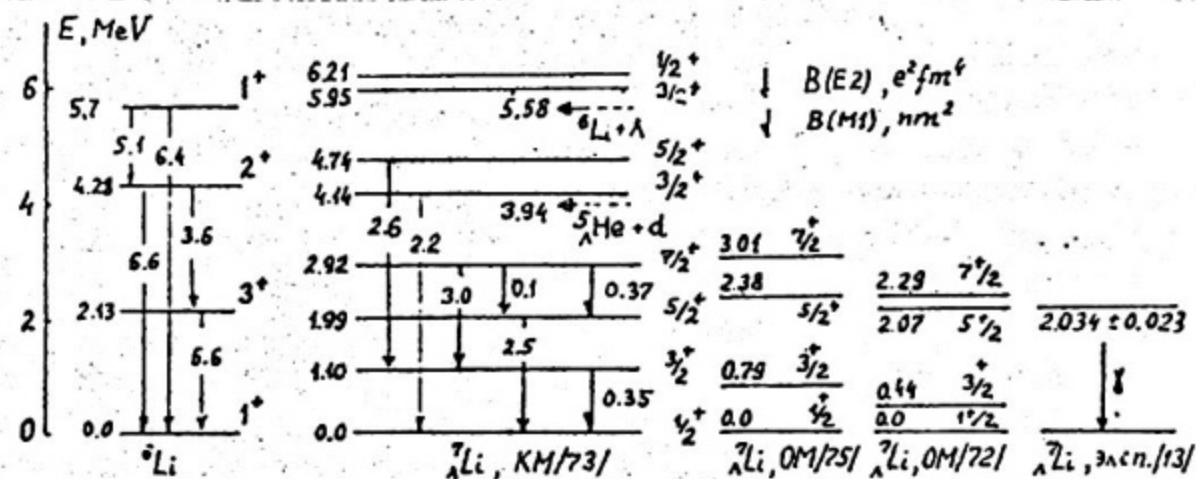 E, MeV
6
4
2
0
5.7 1⁺
5.1 6.4
4.28 2⁺
6.6 3.6
2.13 3⁺
6.6
0.0 1⁺
⁶Li
6.21 1/2⁺
5.95 3/2⁺
5.58 ⁶Li + Λ
4.74 5/2⁺
4.14 3/2⁺
3.94 ⁵ΛHe + d
2.6 2.2
2.92 7/2⁺
3.0 0.1 0.37
1.99 5/2⁺
2.5
1.40 3/2⁺
0.35
0.0 1/2⁺
⁷ΛLi, KM/73/
B(E2), e²fm⁴
B(M1), nm²
3.01 7/2⁺
2.38 5/2⁺
0.79 3/2⁺
0.0 1/2⁺
⁷ΛLi, OM/75/
2.29 7⁺/2
2.07 5⁺/2
0.44 3/2⁺
0.0 1⁺/2
⁷ΛLi, OM/72/
2.034 ± 0.023
γ
⁷ΛLi, эксп./13/